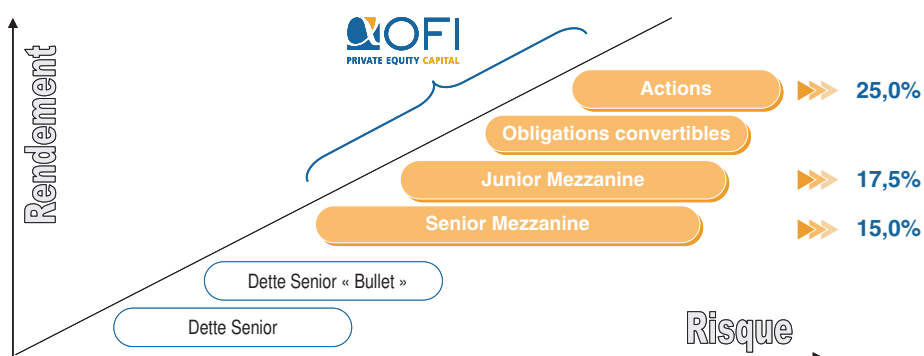 OFI
PRIVATE EQUITY CAPITAL
Rendement
Actions
25,0%
Obligations convertibles
Junior Mezzanine
17,5%
Senior Mezzanine
15,0%
Dette Senior « Bullet »
Dette Senior
Risque